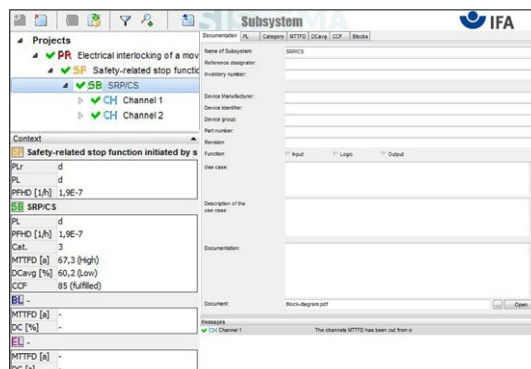 SISTEMA
Subsystem
IFA
Projects
PR Electrical interlocking of a mov
SF Safety-related stop functic
SB SRP/CS
CH Channel 1
CH Channel 2
Context
Safety-related stop function initiated by s
PLr d
PL d
PFHD [1/h] 1,9E-7
SB SRP/CS
PL d
PFHD [1/h] 1,9E-7
Cat. 3
MTTFD [a] 67,3 (High)
DCavg [%] 60,2 (Low)
CCF 85 (fulfilled)
BL -
MTTFD [a] -
DC [%] -
EL -
MTTFD [a] -
DC [%] -
Documentation PL Category MTTFD DCavg CCF Blocks
Name of Subsystem: SRP/CS
Reference designator:
Inventory number:
Device Manufacturer:
Device Identifier:
Device group:
Part number:
Revision:
Function: Input Logic Output
Use case:
Description of the
use case:
Documentation:
Document: Block-diagram.pdf ... Open
Messages
CH Channel 1 The channels MTTFD has been cut from o